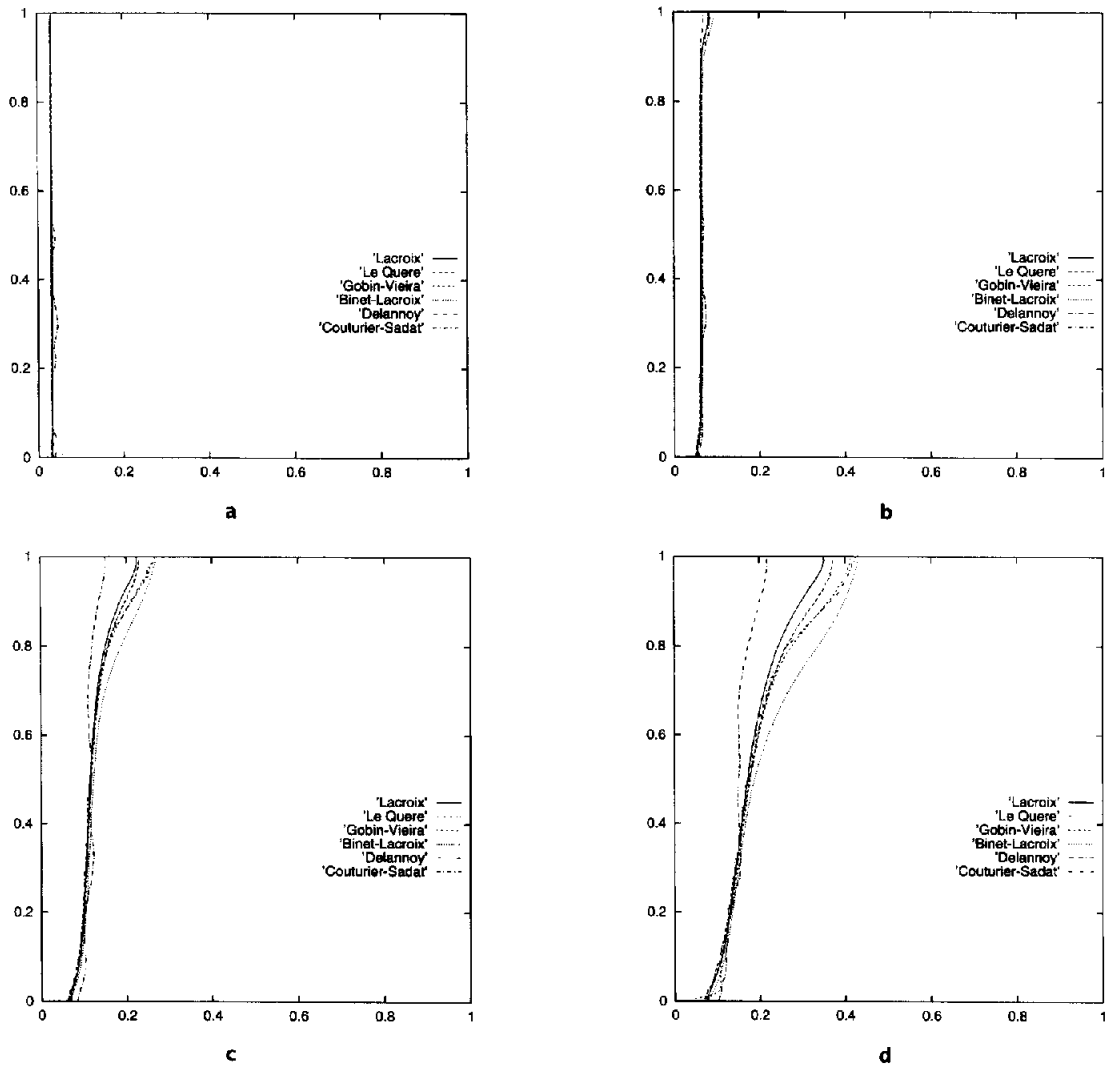 1
0.8
0.6
0.4
0.2
0
0
0.2
0.4
0.6
0.8
1
'Lacroix'
'Le Quere'
'Gobin-Vieira'
'Binet-Lacroix'
'Delannoy'
'Couturier-Sadat'
a
1
0.8
0.6
0.4
0.2
0
0
0.2
0.4
0.6
0.8
1
'Lacroix'
'Le Quere'
'Gobin-Vieira'
'Binet-Lacroix'
'Delannoy'
'Couturier-Sadat'
b
1
0.8
0.6
0.4
0.2
0
0
0.2
0.4
0.6
0.8
1
'Lacroix'
'Le Quere'
'Gobin-Vieira'
'Binet-Lacroix'
'Delannoy'
'Couturier-Sadat'
c
1
0.8
0.6
0.4
0.2
0
0
0.2
0.4
0.6
0.8
1
'Lacroix'
'Le Quere'
'Gobin-Vieira'
'Binet-Lacroix'
'Delannoy'
'Couturier-Sadat'
d